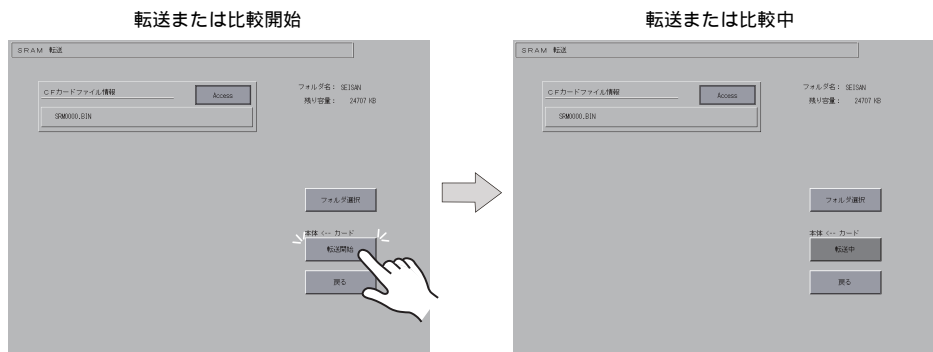 転送または比較開始
SRAM 転送
CFカードファイル情報
Access
SRM0000.BIN
フォルダ名： SEISAN
残り容量： 24707 KB
フォルダ選択
本体 <-- カード
転送開始
戻る
転送または比較中
SRAM 転送
CFカードファイル情報
Access
SRM0000.BIN
フォルダ名： SEISAN
残り容量： 24707 KB
フォルダ選択
本体 <-- カード
転送中
戻る